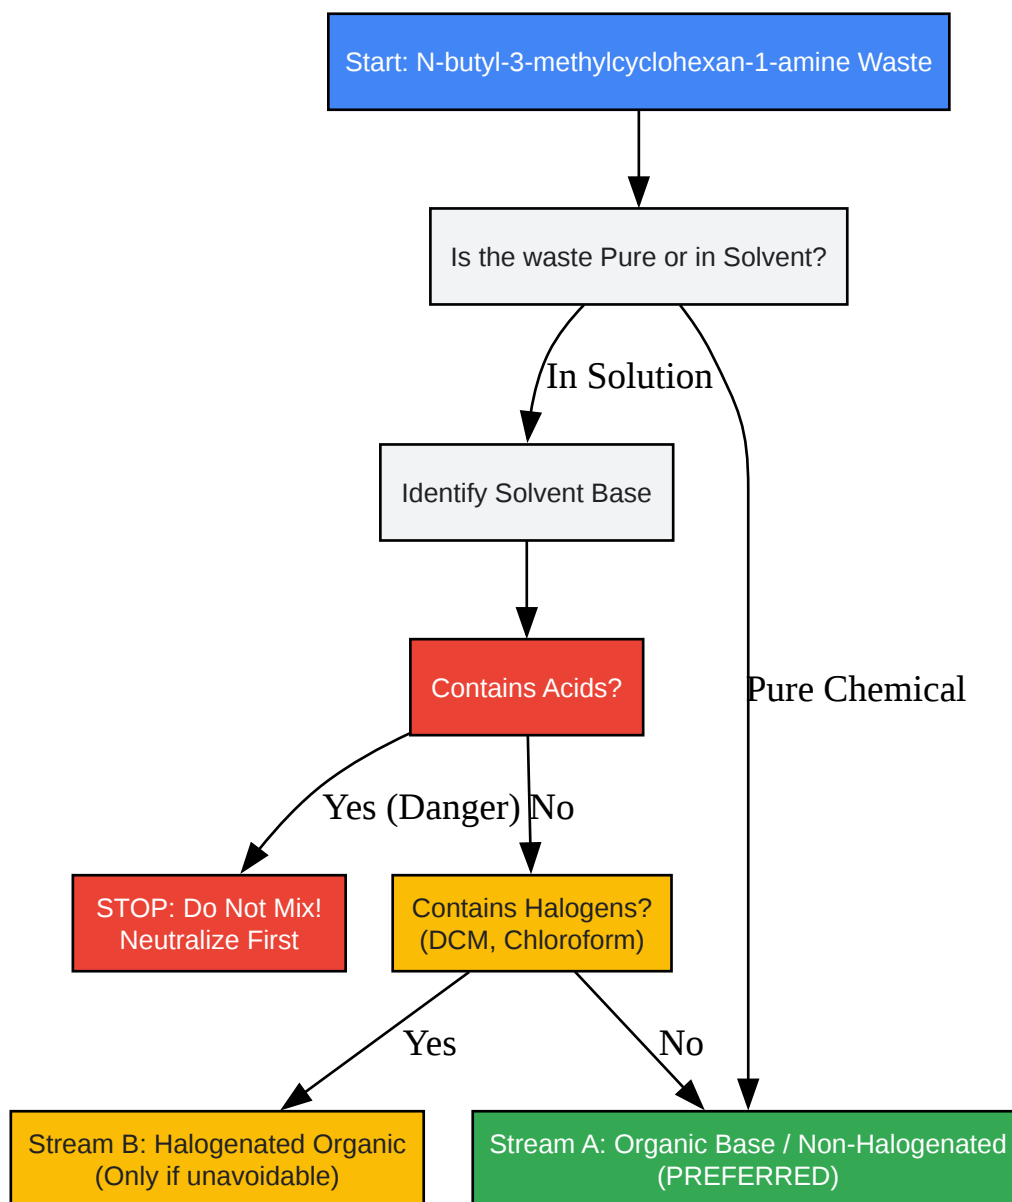 Start: N-butyl-3-methylcyclohexan-1-amine Waste
Is the waste Pure or in Solvent?
In Solution
Identify Solvent Base
Contains Acids?
Pure Chemical
Yes (Danger)
No
STOP: Do Not Mix!
Neutralize First
Contains Halogens?
(DCM, Chloroform)
Yes
No
Stream B: Halogenated Organic
(Only if unavoidable)
Stream A: Organic Base / Non-Halogenated
(PREFERRED)